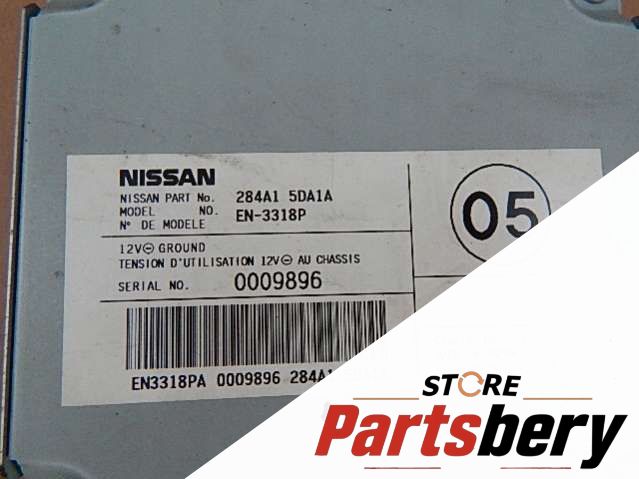 NISSAN
NISSAN PART No. 284A1 5DA1A
MODEL NO. EN-3318P
N° DE MODELE
05
12V⊖ GROUND
TENSION D'UTILISATION 12V⊖ AU CHASSIS
SERIAL NO. 0009896
EN3318PA 0009896 284A1
STORE
Partsbery